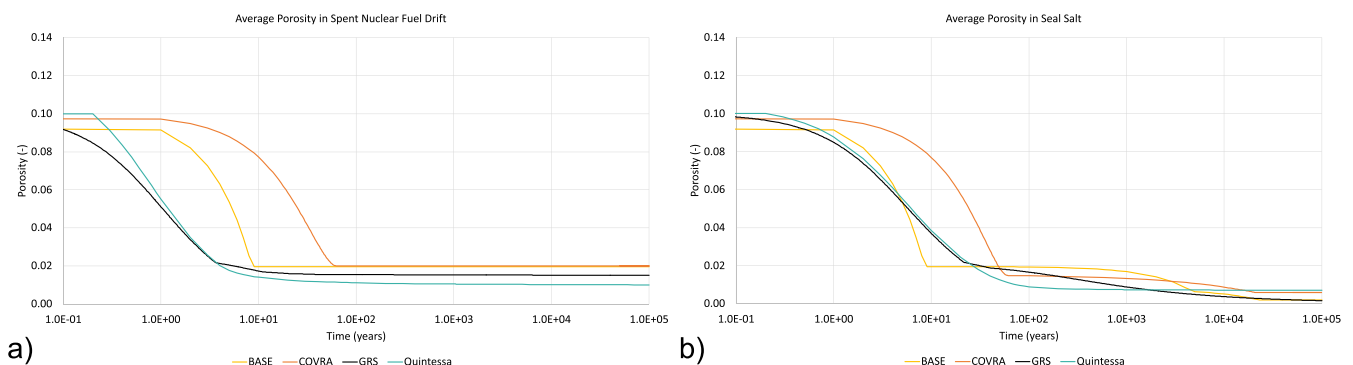 Average Porosity in Spent Nuclear Fuel Drift
0.14
0.12
0.10
0.08
0.06
0.04
0.02
0.00
Porosity (-)
1.0E-01 1.0E+00 1.0E+01 1.0E+02 1.0E+03 1.0E+04 1.0E+05
Time (years)
a)
BASE COVRA GRS Quintessa
Average Porosity in Seal Salt
0.14
0.12
0.10
0.08
0.06
0.04
0.02
0.00
Porosity (-)
1.0E-01 1.0E+00 1.0E+01 1.0E+02 1.0E+03 1.0E+04 1.0E+05
Time (years)
b)
BASE COVRA GRS Quintessa